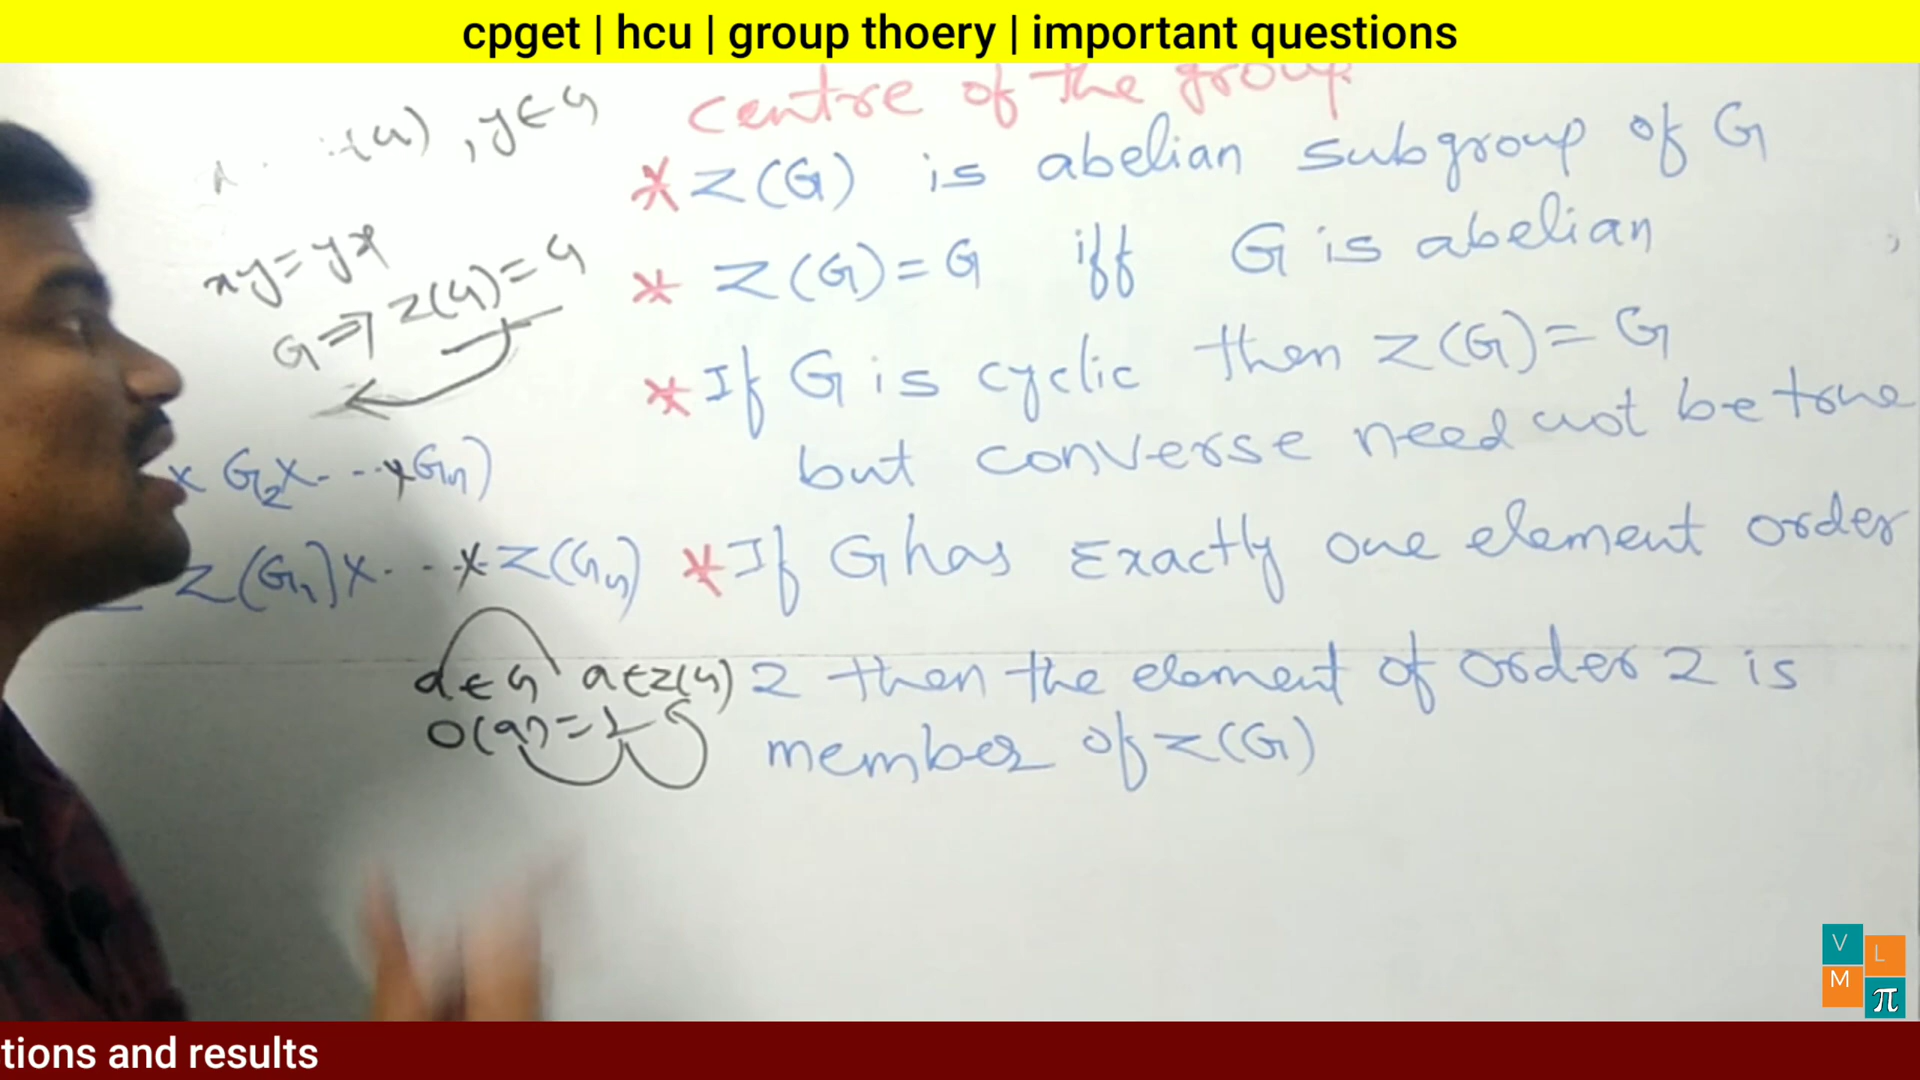 cpget | hcu | group thoery | important questions
centre of the group
(G), y∈G
* Z(G) is abelian subgroup of G
xy = yx
* Z(G) = G iff G is abelian
G ⇒ Z(G) = G
* If G is cyclic then Z(G) = G
but converse need not be true
x G2 x - - - x Gn)
Z(G1) x - - - x Z(Gn)
* If G has Exactly one element order
2 then the element of order 2 is
member of Z(G)
a ∈ G a ∈ Z(G)
O(a) = 2
V L
M π
tions and results